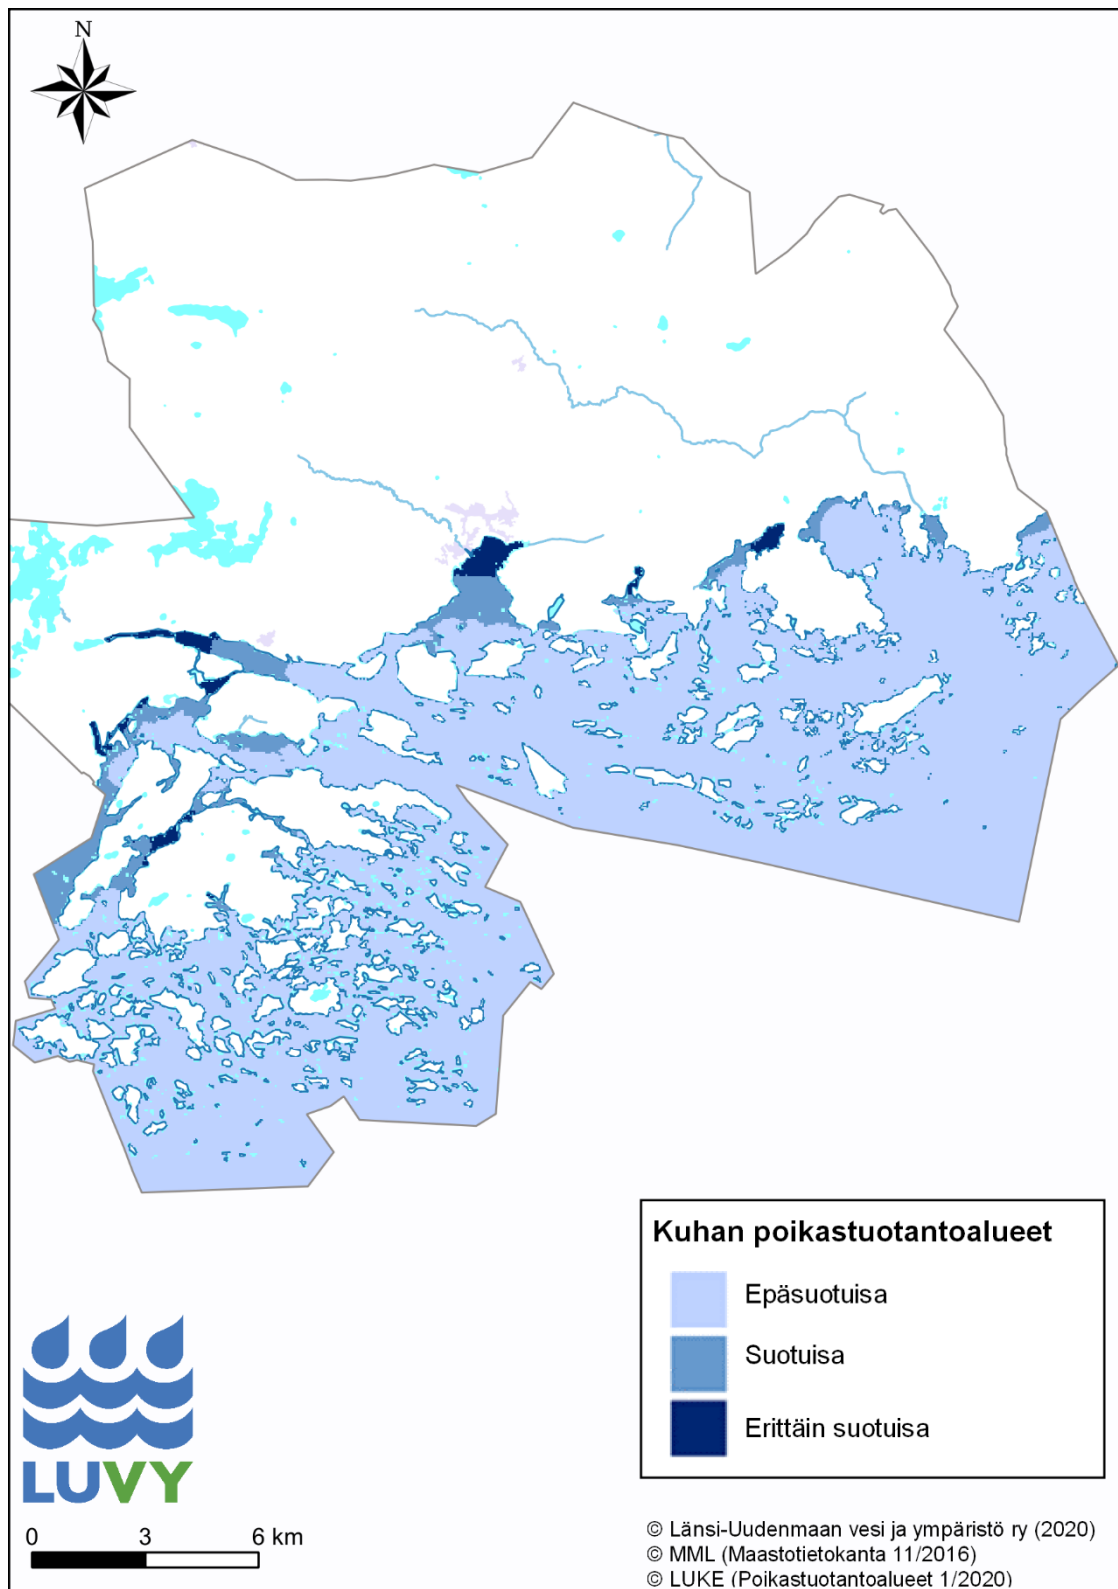 N
Kuhan poikastuotantoalueet
Epäsuotuisa
Suotuisa
Erittäin suotuisa
LUVY
0 3 6 km
© Länsi-Uudenmaan vesi ja ympäristö ry (2020)
© MML (Maastotietokanta 11/2016)
© LUKE (Poikastuotantoalueet 1/2020)